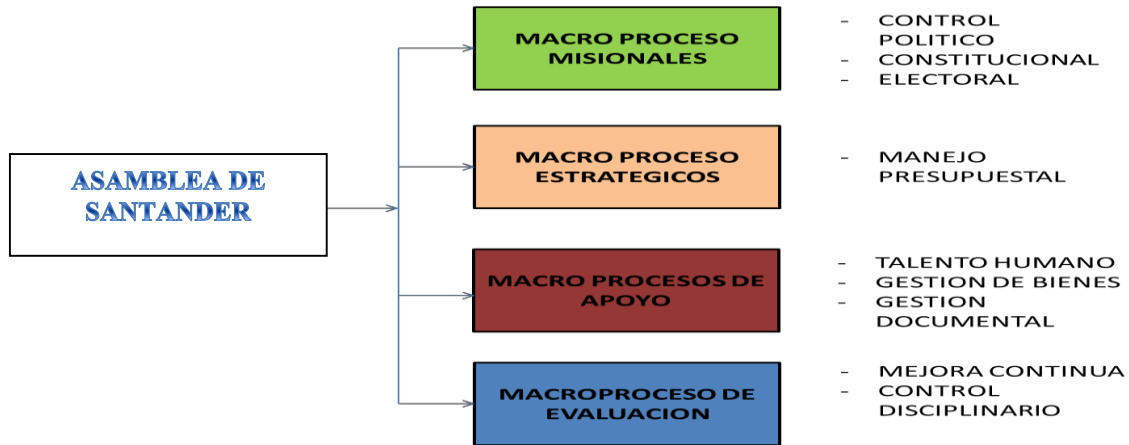 ASAMBLEA DE
SANTANDER
MACRO PROCESO
MISIONALES
- CONTROL
POLITICO
- CONSTITUCIONAL
- ELECTORAL
MACRO PROCESO
ESTRATEGICOS
- MANEJO
PRESUPUESTAL
MACRO PROCESOS DE
APOYO
- TALENTO HUMANO
- GESTION DE BIENES
- GESTION
DOCUMENTAL
MACROPROCESO DE
EVALUACION
- MEJORA CONTINUA
- CONTROL
DISCIPLINARIO